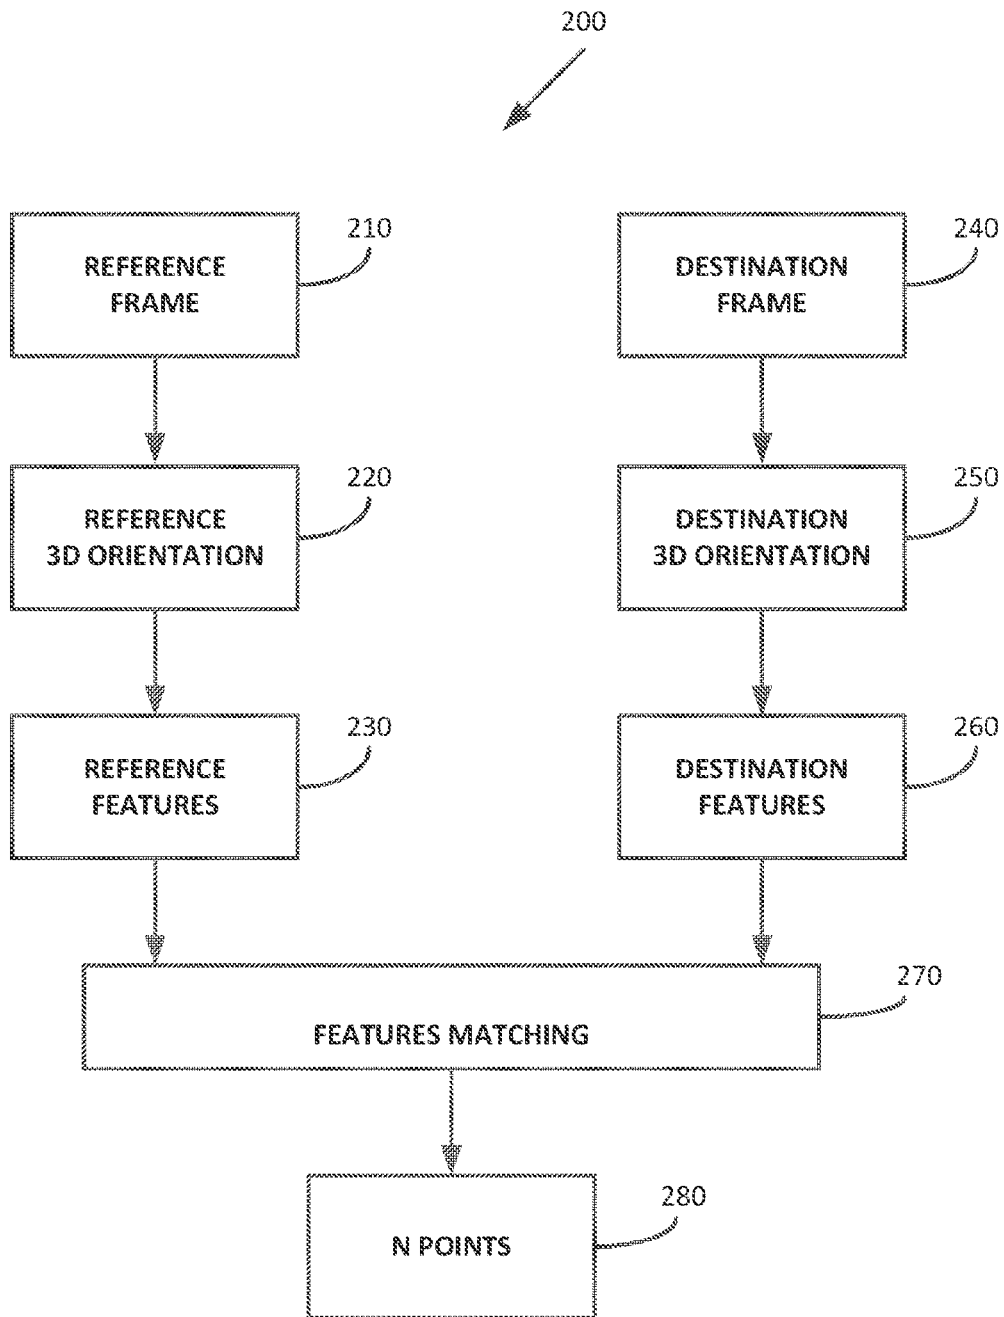 200
210
REFERENCE
FRAME
240
DESTINATION
FRAME
220
REFERENCE
3D ORIENTATION
250
DESTINATION
3D ORIENTATION
230
REFERENCE
FEATURES
260
DESTINATION
FEATURES
270
FEATURES MATCHING
280
N POINTS